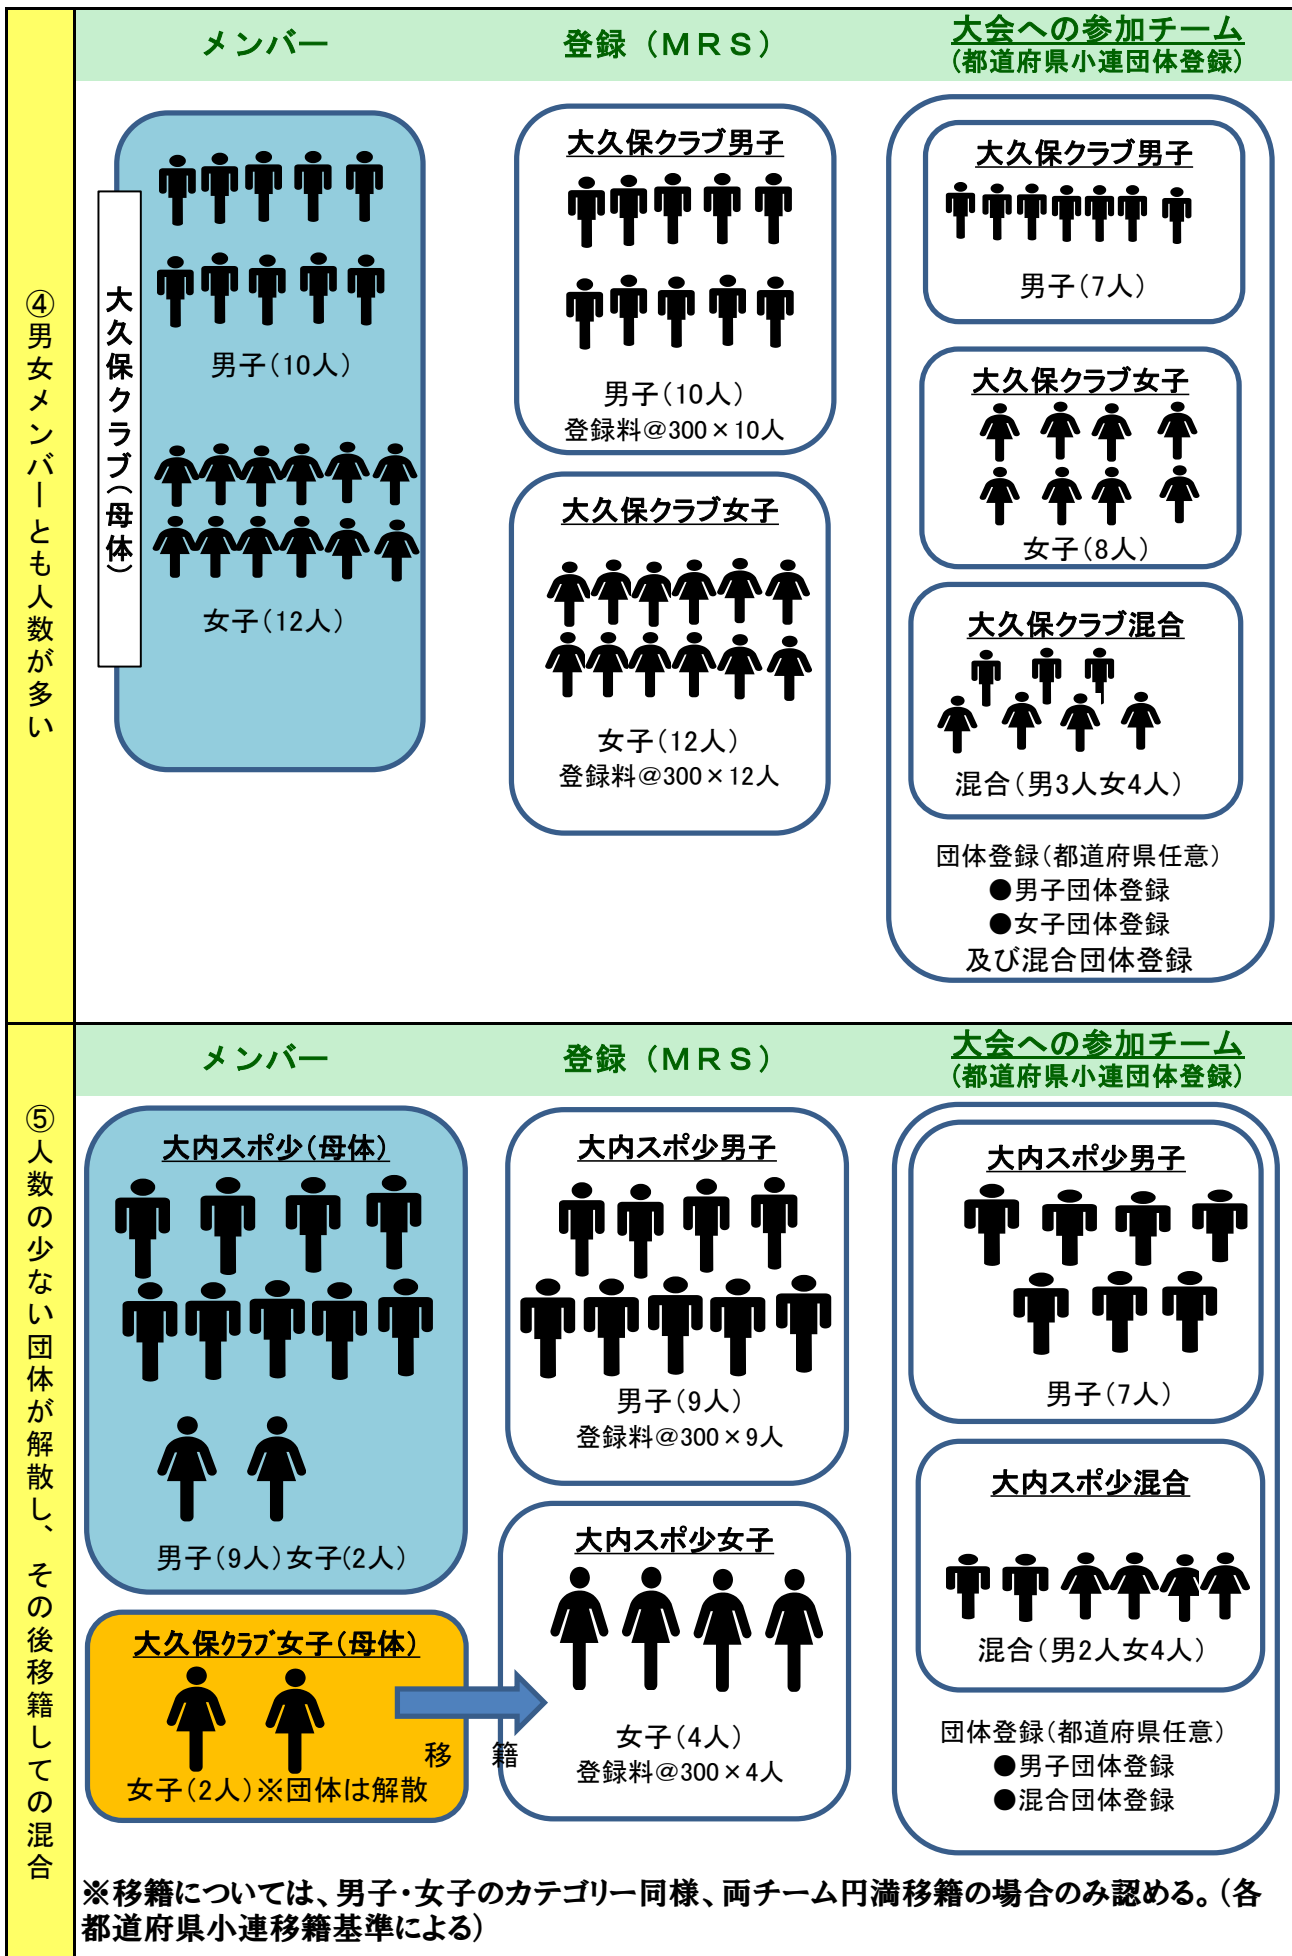 ④男女メンバーとも人数が多い
メンバー
登録（ＭＲＳ）
大会への参加チーム
(都道府県小連団体登録)
大久保クラブ(母体)
男子(10人)
女子(12人)
大久保クラブ男子
男子(10人)
登録料@300×10人
大久保クラブ女子
女子(12人)
登録料@300×12人
大久保クラブ男子
男子(7人)
大久保クラブ女子
女子(8人)
大久保クラブ混合
混合(男3人女4人)
団体登録(都道府県任意)
●男子団体登録
●女子団体登録
及び混合団体登録
⑤人数の少ない団体が解散し、その後移籍しての混合
メンバー
登録（ＭＲＳ）
大会への参加チーム
(都道府県小連団体登録)
大内スポ少(母体)
男子(9人)女子(2人)
大久保ｸﾗﾌﾞ女子(母体)
女子(2人)※団体は解散
移 籍
大内スポ少男子
男子(9人)
登録料@300×9人
大内スポ少女子
女子(4人)
登録料@300×4人
大内スポ少男子
男子(7人)
大内スポ少混合
混合(男2人女4人)
団体登録(都道府県任意)
●男子団体登録
●混合団体登録
※移籍については、男子・女子のカテゴリー同様、両チーム円満移籍の場合のみ認める。(各
都道府県小連移籍基準による)